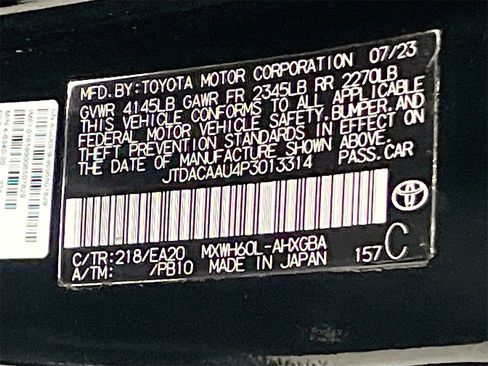 MFD. BY: TOYOTA MOTOR CORPORATION 07/23
GVWR 4145LB GAWR FR 2345LB RR 2270LB
THIS VEHICLE CONFORMS TO ALL APPLICABLE
FEDERAL MOTOR VEHICLE SAFETY, BUMPER, AND
THEFT PREVENTION STANDARDS IN EFFECT ON
THE DATE OF MANUFACTURE SHOWN ABOVE.
JTDACAAU4P3013314 PASS. CAR
C/TR: 218/EA20 MXWH60L-AHXGBA
A/TM: /PB10 MADE IN JAPAN 157 C